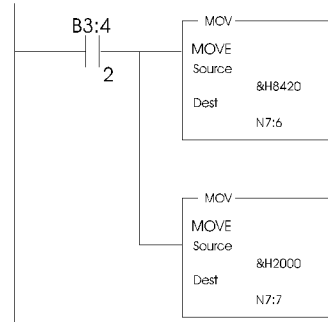 B3:4
2
MOV
MOVE
Source
&H8420
Dest
N7:6
MOV
MOVE
Source
&H2000
Dest
N7:7